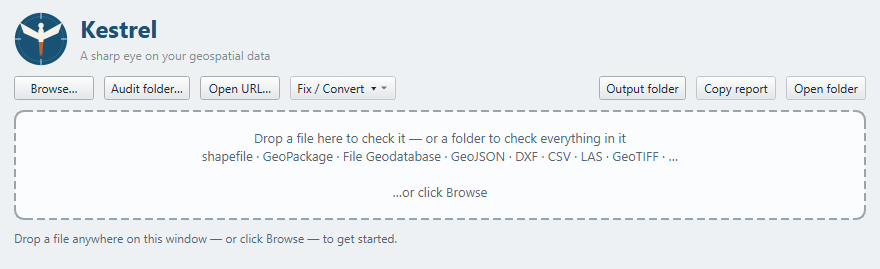 Kestrel
A sharp eye on your geospatial data
Browse... Audit folder... Open URL... Fix / Convert Output folder Copy report Open folder
Drop a file here to check it — or a folder to check everything in it
shapefile · GeoPackage · File Geodatabase · GeoJSON · DXF · CSV · LAS · GeoTIFF · ...
...or click Browse
Drop a file anywhere on this window — or click Browse — to get started.